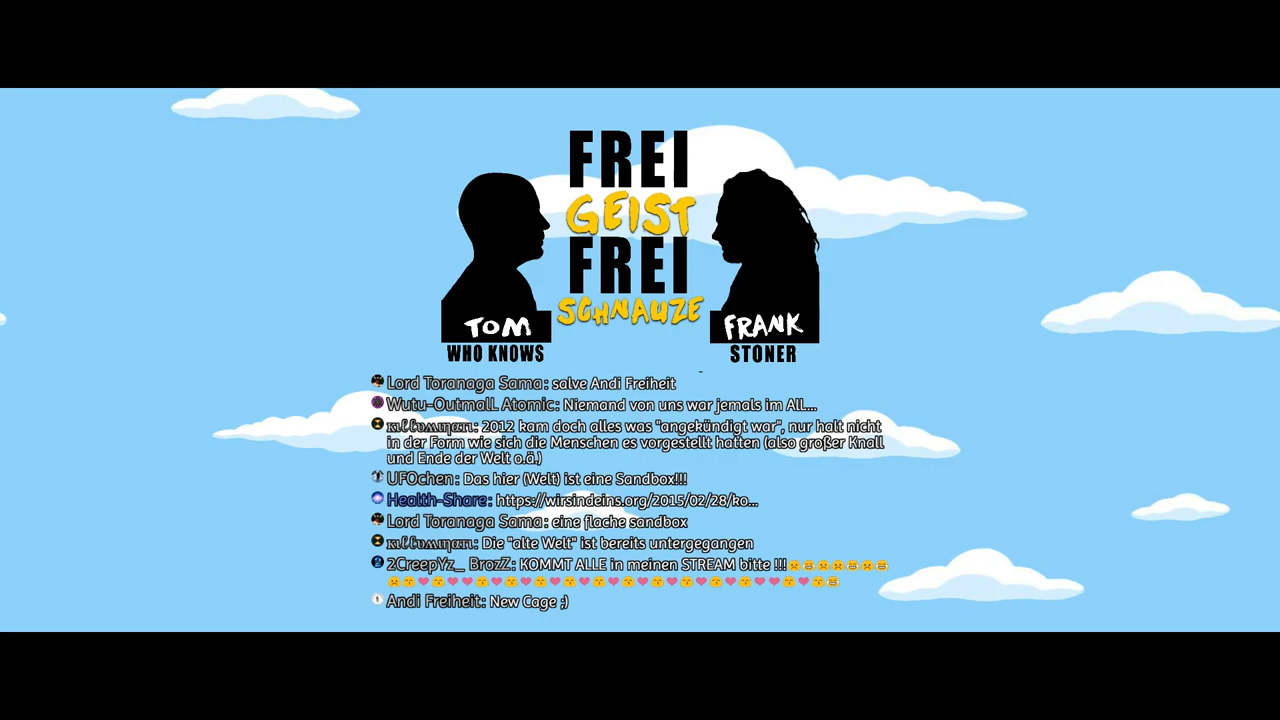 FREI
GEIST
FREI
SCHNAUZE
TOM
WHO KNOWS
FRANK
STONER
Lord Toranaga Sama: salve Andi Freiheit
Wutu-OutmalL Atomic: Niemand von uns war jemals im All...
кιℓℓυмιηαтι: 2012 kam doch alles was "angekündigt war", nur halt nicht
in der Form wie sich die Menschen es vorgestellt hatten (also großer Knall
und Ende der Welt o.ä.)
UFOchen: Das hier (Welt) ist eine Sandbox!!!
Health-Share: https://wirsindeins.org/2015/02/28/ko...
Lord Toranaga Sama: eine flache sandbox
кιℓℓυмιηαтι: Die "alte Welt" ist bereits untergegangen
2CreepYz_ BrozZ: KOMMT ALLE in meinen STREAM bitte !!!
Andi Freiheit: New Cage ;)